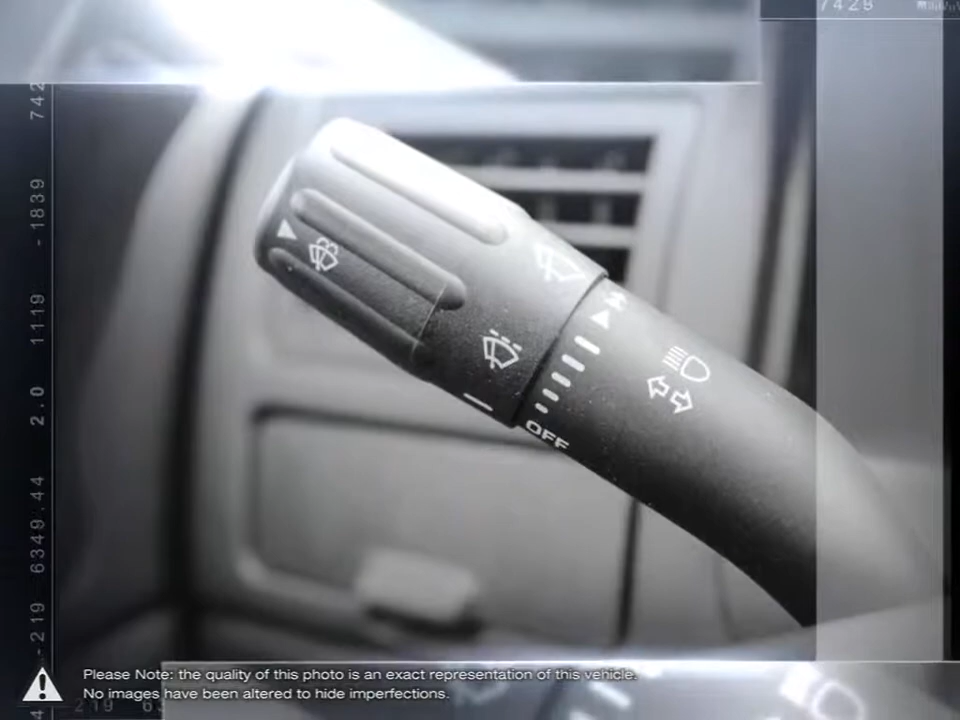 7429
742
- 1839
1119
2.0
6349.44
-219
OFF
Please Note: the quality of this photo is an exact representation of this vehicle.
No images have been altered to hide imperfections.